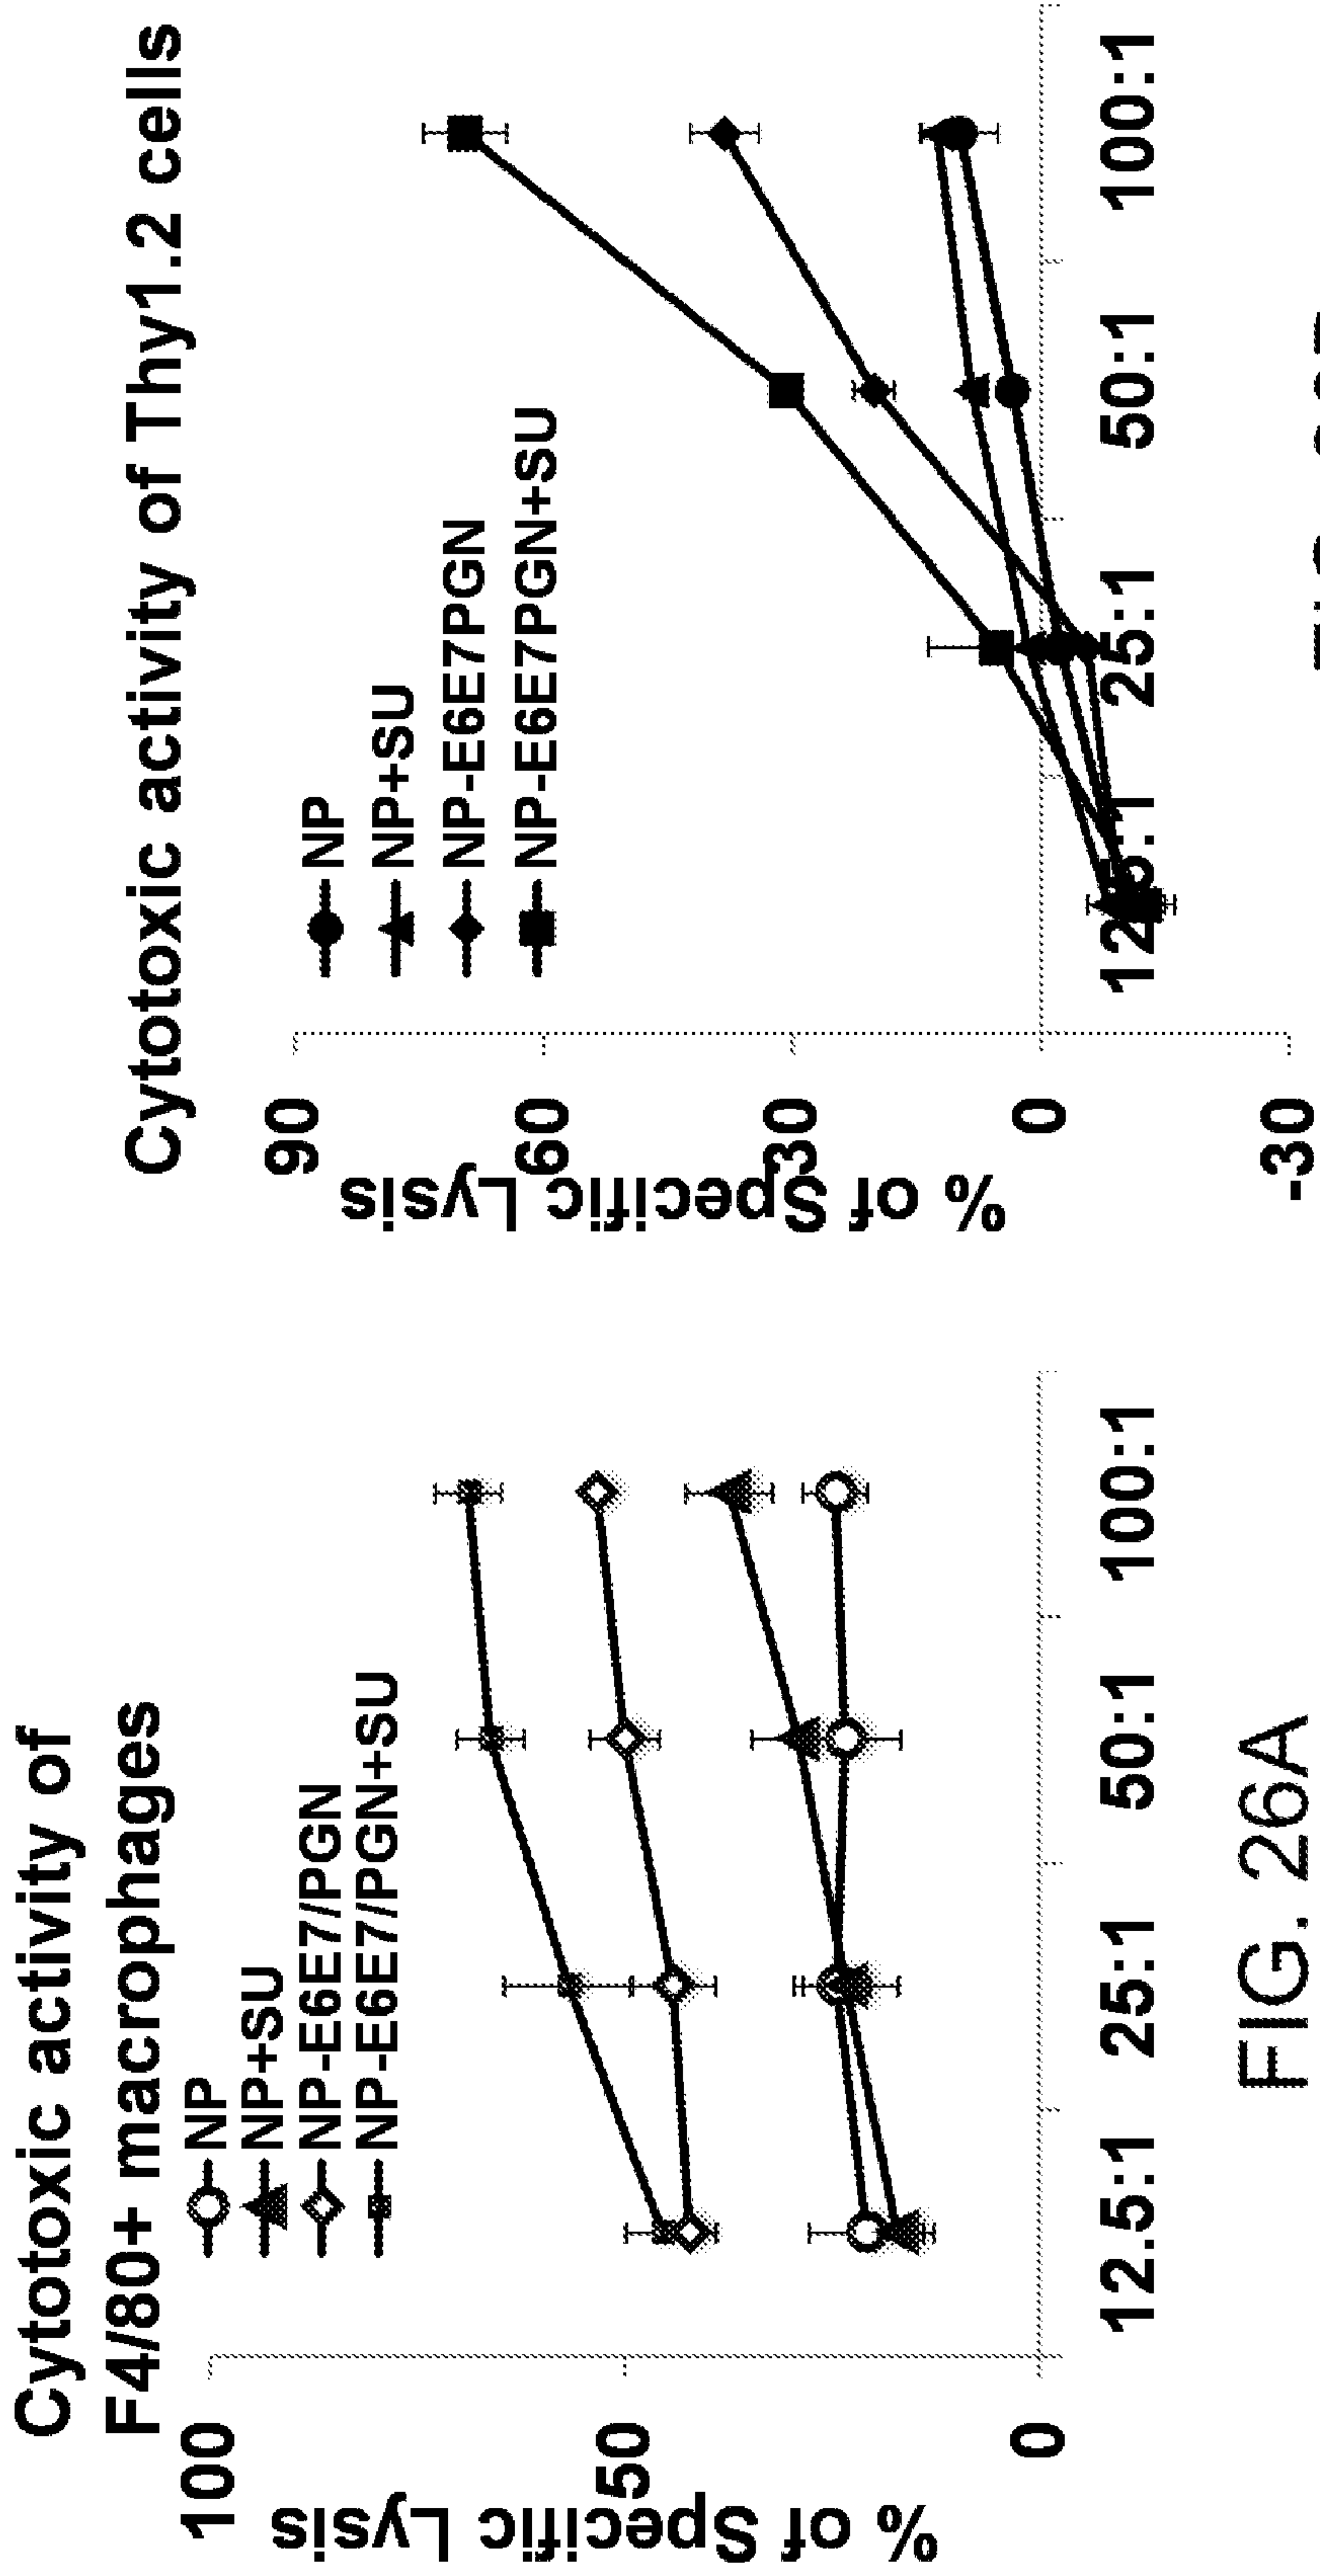 Cytotoxic activity of
F4/80+ macrophages
NP
NP+SU
NP-E6E7/PGN
NP-E6E7/PGN+SU
% of Specific Lysis
100
50
0
12.5:1 25:1 50:1 100:1
FIG. 26A
Cytotoxic activity of Thy1.2 cells
NP
NP+SU
NP-E6E7PGN
NP-E6E7PGN+SU
% of Specific Lysis
90
60
30
0
-30
25:1 50:1 100:1